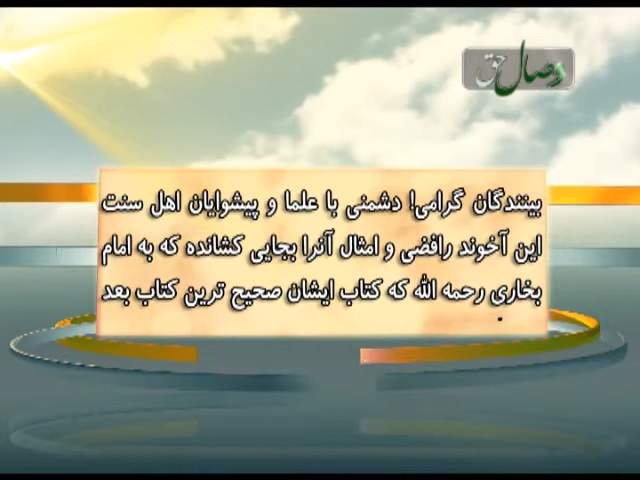 وصال حق
بینندگان گرامی! دشمنی با علما و پیشوایان اهل سنت
این آخوند رافضی و امثال آنرا بجایی کشانده که به امام
بخاری رحمه الله که کتاب ایشان صحیح ترین کتاب بعد